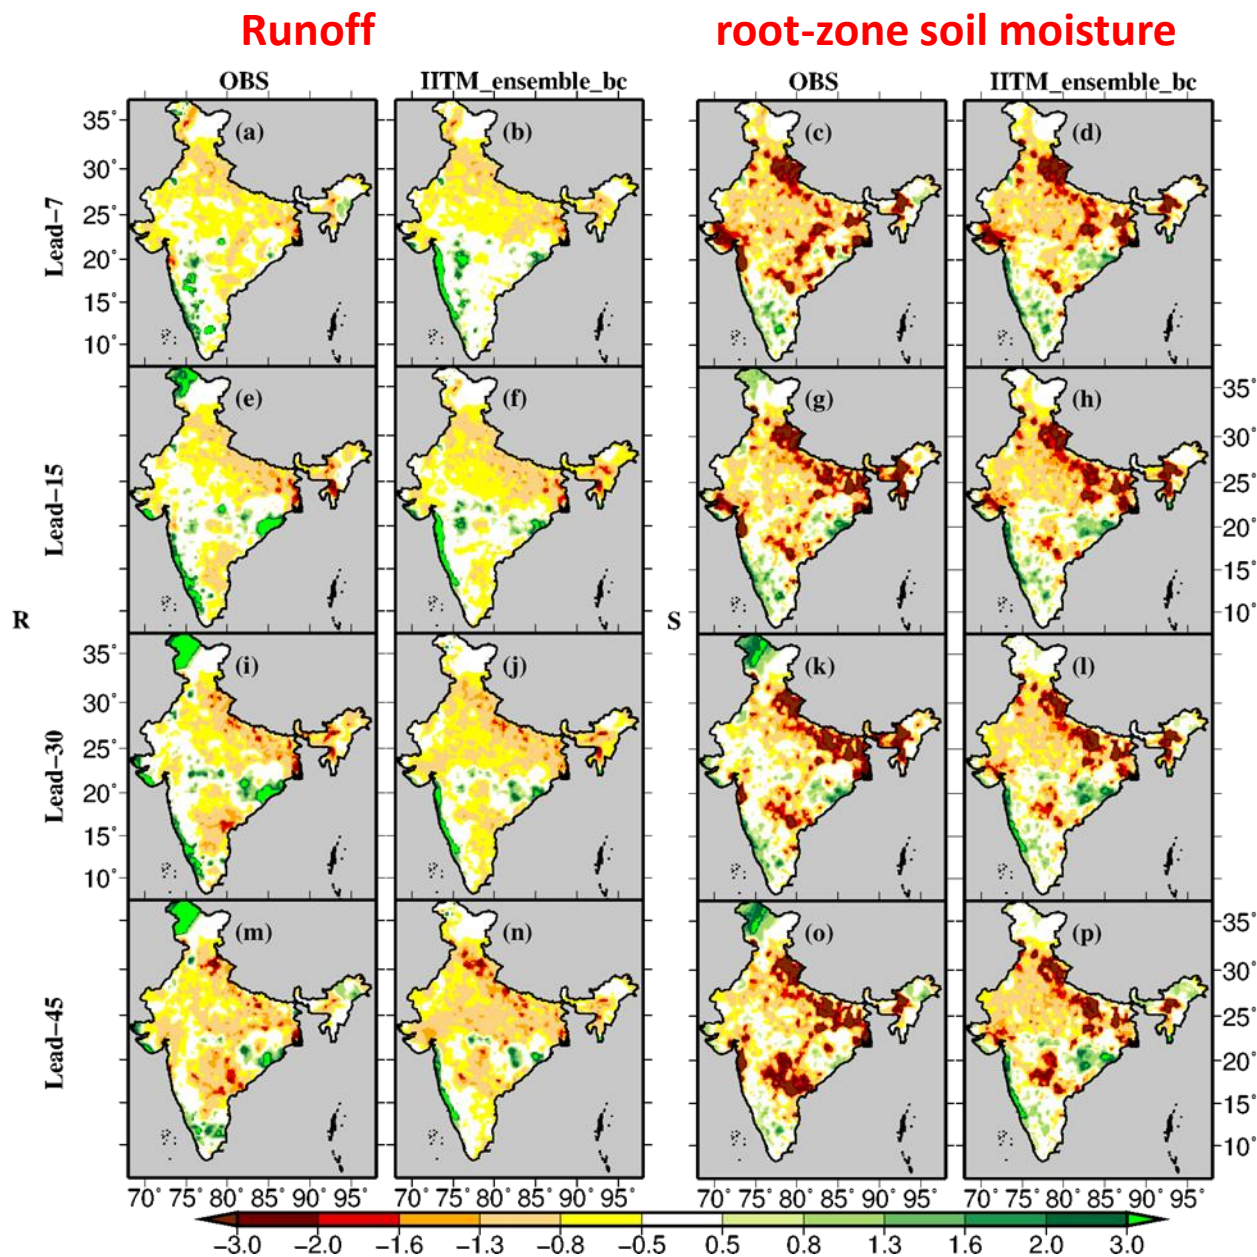 Runoff root-zone soil moisture
OBS IITM_ensemble_bc OBS IITM_ensemble_bc
Lead-7
35° (a) (b) (c) (d)
30°
25°
20°
15°
10°
Lead-15
(e) (f) (g) (h) 35°
30°
25°
20°
15°
10°
R S
Lead-30
35° (i) (j) (k) (l)
30°
25°
20°
15°
10°
Lead-45
(m) (n) (o) (p) 35°
30°
25°
20°
15°
10°
70 75 80 85 90 95 70 75 80 85 90 95 70 75 80 85 90 95 70 75 80 85 90 95
-3.0 -2.0 -1.6 -1.3 -0.8 -0.5 0.5 0.8 1.3 1.6 2.0 3.0